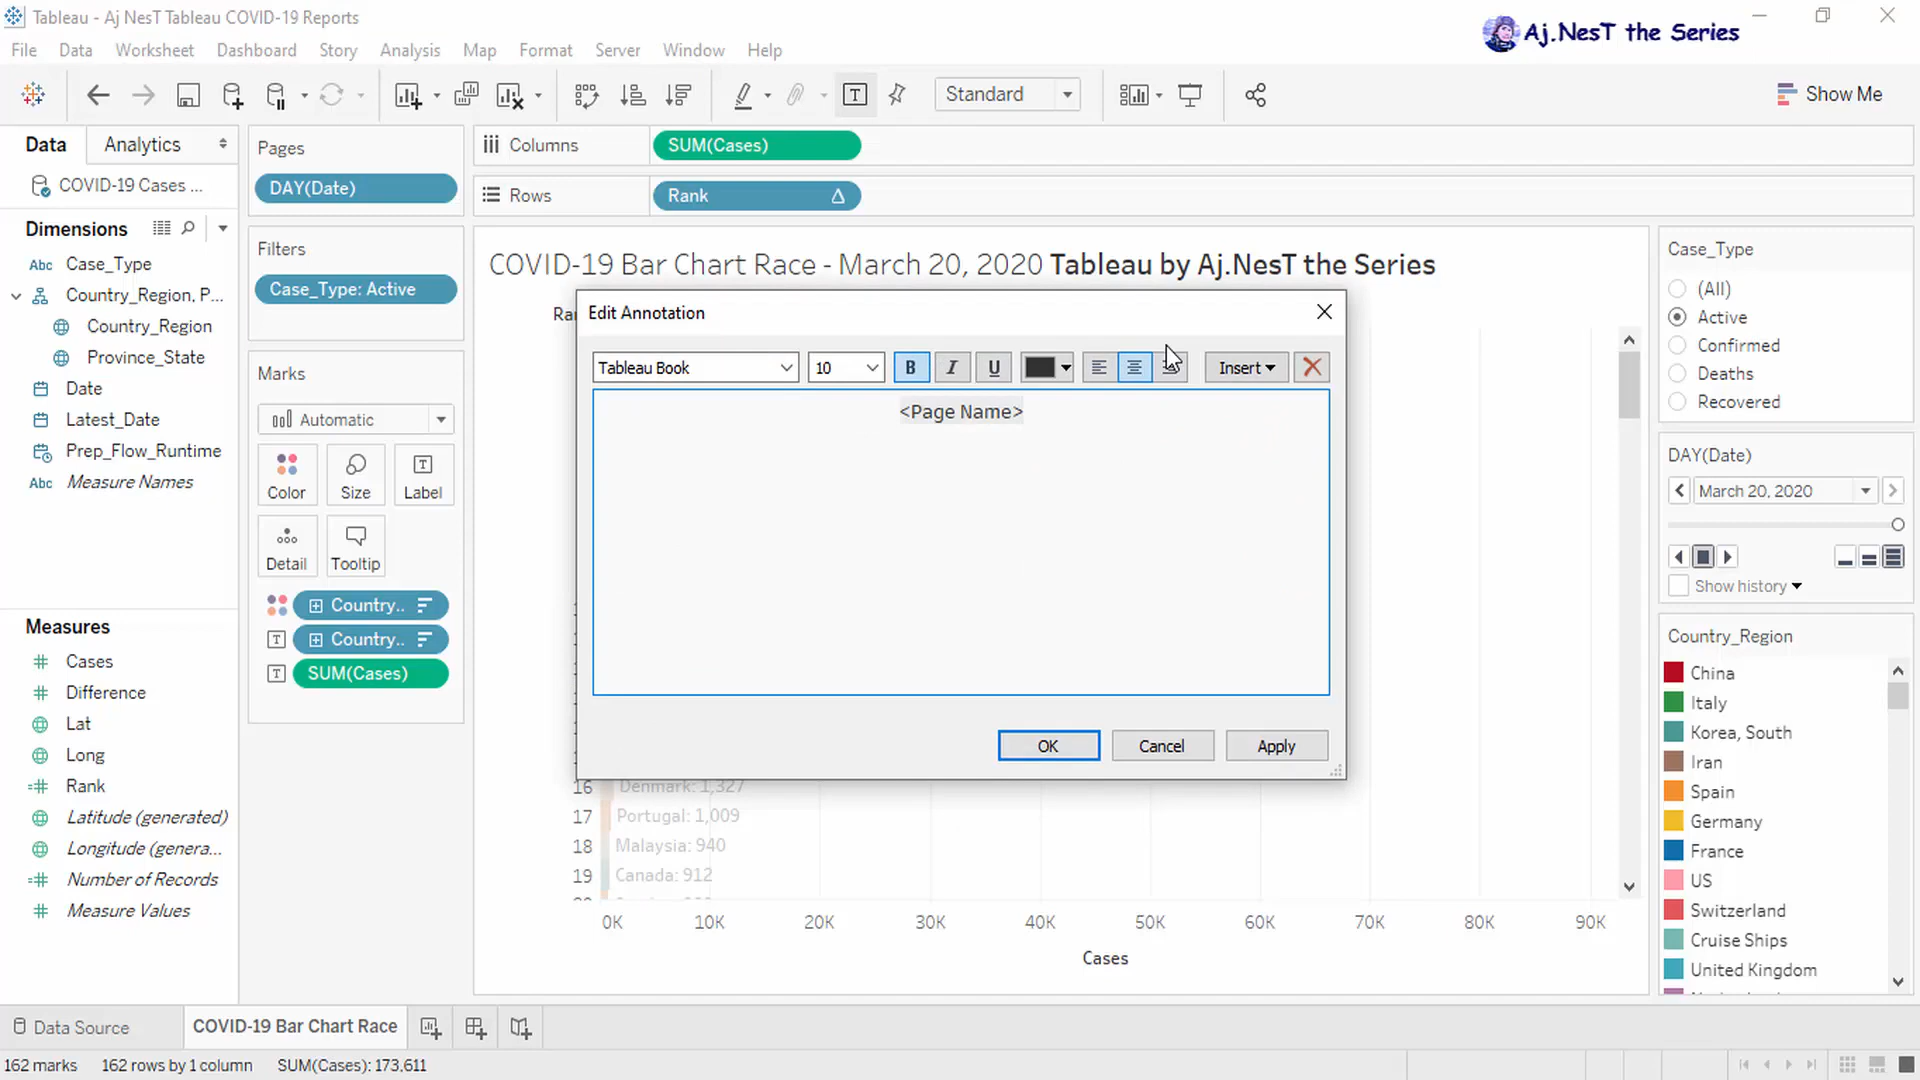 Tableau - Aj NesT Tableau COVID-19 Reports
Aj.NesT the Series
File Data Worksheet Dashboard Story Analysis Map Format Server Window Help
Standard
Show Me
Data
Analytics
COVID-19 Cases ...
Dimensions
Abc Case_Type
Country_Region, P...
Country_Region
Province_State
Date
Latest_Date
Prep_Flow_Runtime
Abc Measure Names
Measures
Cases
Difference
Lat
Long
Rank
Latitude (generated)
Longitude (genera...
Number of Records
Measure Values
Pages
DAY(Date)
Filters
Case_Type: Active
Marks
Automatic
Color
Size
Label
Detail
Tooltip
Country..
Country..
SUM(Cases)
Columns
SUM(Cases)
Rows
Rank
COVID-19 Bar Chart Race - March 20, 2020 Tableau by Aj.NesT the Series
Edit Annotation
Tableau Book
10
B I U
Insert
<Page Name>
OK
Cancel
Apply
16 Denmark: 1,327
17 Portugal: 1,009
18 Malaysia: 940
19 Canada: 912
0K 10K 20K 30K 40K 50K 60K 70K 80K 90K
Cases
Case_Type
(All)
Active
Confirmed
Deaths
Recovered
DAY(Date)
March 20, 2020
Show history
Country_Region
China
Italy
Korea, South
Iran
Spain
Germany
France
US
Switzerland
Cruise Ships
United Kingdom
Data Source
COVID-19 Bar Chart Race
162 marks
162 rows by 1 column
SUM(Cases): 173,611